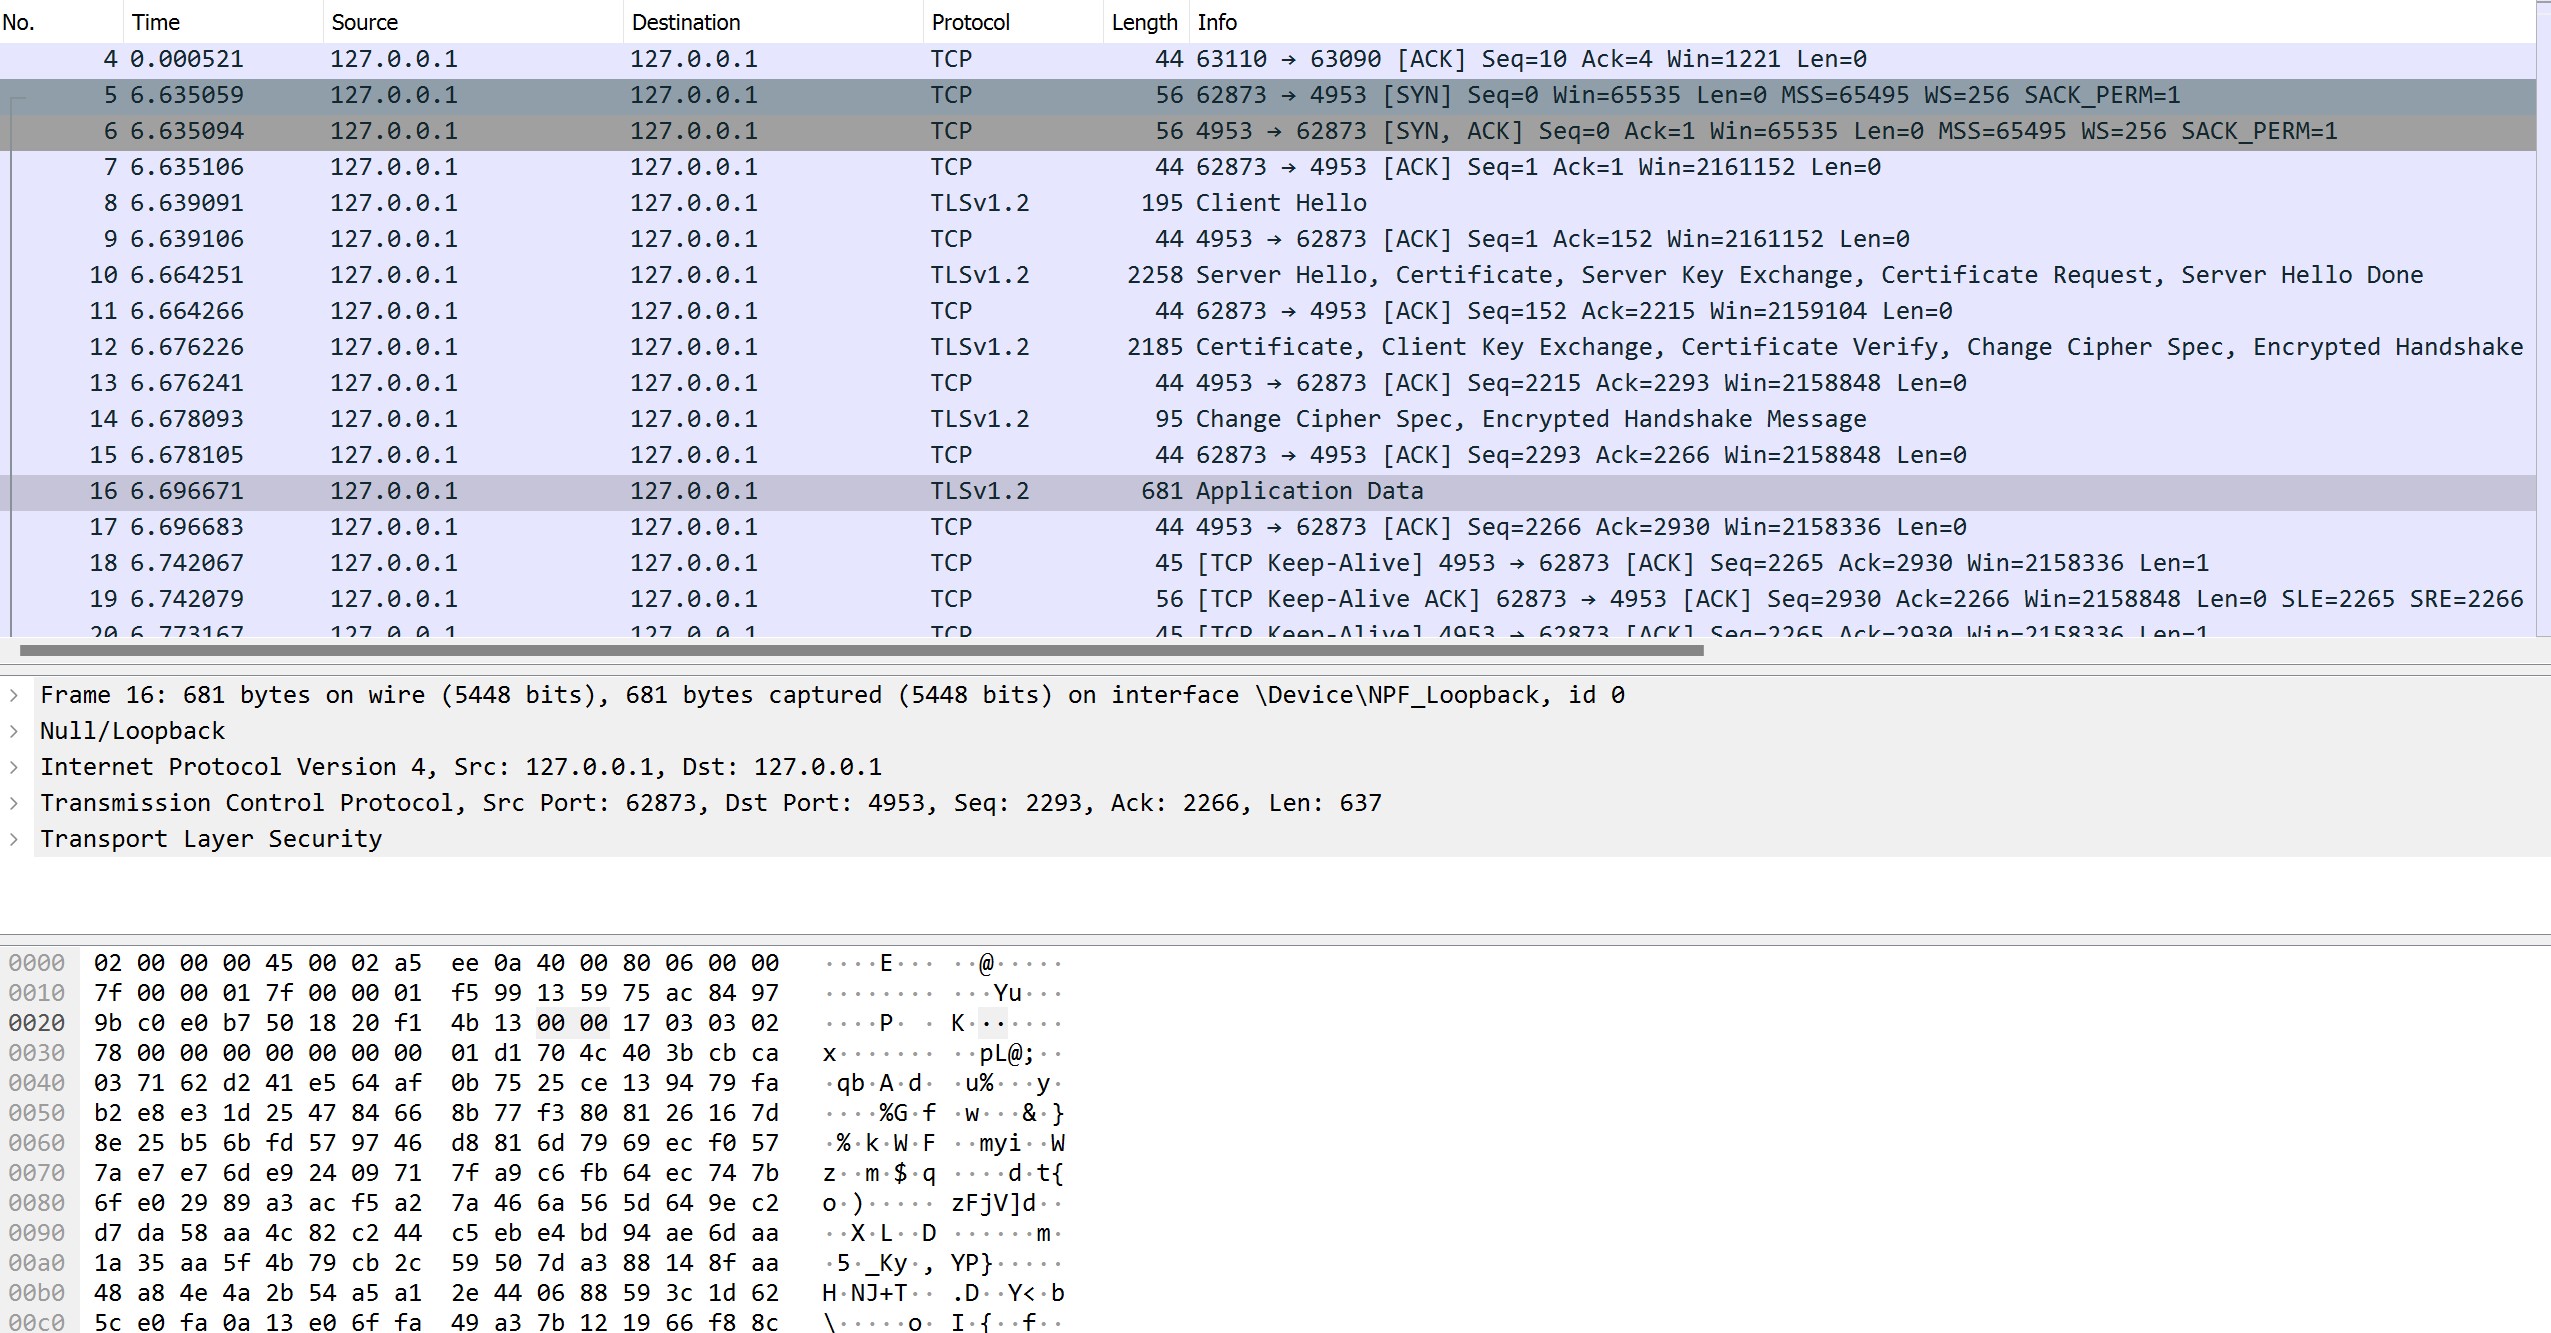 No. Time Source Destination Protocol Length Info
4 0.000521 127.0.0.1 127.0.0.1 TCP 44 63110 → 63090 [ACK] Seq=10 Ack=4 Win=1221 Len=0
5 6.635059 127.0.0.1 127.0.0.1 TCP 56 62873 → 4953 [SYN] Seq=0 Win=65535 Len=0 MSS=65495 WS=256 SACK_PERM=1
6 6.635094 127.0.0.1 127.0.0.1 TCP 56 4953 → 62873 [SYN, ACK] Seq=0 Ack=1 Win=65535 Len=0 MSS=65495 WS=256 SACK_PERM=1
7 6.635106 127.0.0.1 127.0.0.1 TCP 44 62873 → 4953 [ACK] Seq=1 Ack=1 Win=2161152 Len=0
8 6.639091 127.0.0.1 127.0.0.1 TLSv1.2 195 Client Hello
9 6.639106 127.0.0.1 127.0.0.1 TCP 44 4953 → 62873 [ACK] Seq=1 Ack=152 Win=2161152 Len=0
10 6.664251 127.0.0.1 127.0.0.1 TLSv1.2 2258 Server Hello, Certificate, Server Key Exchange, Certificate Request, Server Hello Done
11 6.664266 127.0.0.1 127.0.0.1 TCP 44 62873 → 4953 [ACK] Seq=152 Ack=2215 Win=2159104 Len=0
12 6.676226 127.0.0.1 127.0.0.1 TLSv1.2 2185 Certificate, Client Key Exchange, Certificate Verify, Change Cipher Spec, Encrypted Handshake
13 6.676241 127.0.0.1 127.0.0.1 TCP 44 4953 → 62873 [ACK] Seq=2215 Ack=2293 Win=2158848 Len=0
14 6.678093 127.0.0.1 127.0.0.1 TLSv1.2 95 Change Cipher Spec, Encrypted Handshake Message
15 6.678105 127.0.0.1 127.0.0.1 TCP 44 62873 → 4953 [ACK] Seq=2293 Ack=2266 Win=2158848 Len=0
16 6.696671 127.0.0.1 127.0.0.1 TLSv1.2 681 Application Data
17 6.696683 127.0.0.1 127.0.0.1 TCP 44 4953 → 62873 [ACK] Seq=2266 Ack=2930 Win=2158336 Len=0
18 6.742067 127.0.0.1 127.0.0.1 TCP 45 [TCP Keep-Alive] 4953 → 62873 [ACK] Seq=2265 Ack=2930 Win=2158336 Len=1
19 6.742079 127.0.0.1 127.0.0.1 TCP 56 [TCP Keep-Alive ACK] 62873 → 4953 [ACK] Seq=2930 Ack=2266 Win=2158848 Len=0 SLE=2265 SRE=2266
20 6.773167 127.0.0.1 127.0.0.1 TCP 45 [TCP Keep-Alive] 4953 → 62873 [ACK] Seq=2265 Ack=2930 Win=2158336 Len=1
Frame 16: 681 bytes on wire (5448 bits), 681 bytes captured (5448 bits) on interface \Device\NPF_Loopback, id 0
Null/Loopback
Internet Protocol Version 4, Src: 127.0.0.1, Dst: 127.0.0.1
Transmission Control Protocol, Src Port: 62873, Dst Port: 4953, Seq: 2293, Ack: 2266, Len: 637
Transport Layer Security
0000 02 00 00 00 45 00 02 a5 ee 0a 40 00 80 06 00 00 ····E··· ··@·····
0010 7f 00 00 01 7f 00 00 01 f5 99 13 59 75 ac 84 97 ········ ···Yu···
0020 9b c0 e0 b7 50 18 20 f1 4b 13 00 00 17 03 03 02 ····P· · K·······
0030 78 00 00 00 00 00 00 00 01 d1 70 4c 40 3b cb ca x······· ··pL@;··
0040 03 71 62 d2 41 e5 64 af 0b 75 25 ce 13 94 79 fa ·qb·A·d· ·u%···y·
0050 b2 e8 e3 1d 25 47 84 66 8b 77 f3 80 81 26 16 7d ····%G·f ·w···&·}
0060 8e 25 b5 6b fd 57 97 46 d8 81 6d 79 69 ec f0 57 ·%·k·W·F ··myi··W
0070 7a e7 e7 6d e9 24 09 71 7f a9 c6 fb 64 ec 74 7b z··m·$·q ····d·t{
0080 6f e0 29 89 a3 ac f5 a2 7a 46 6a 56 5d 64 9e c2 o·)····· zFjV]d··
0090 d7 da 58 aa 4c 82 c2 44 c5 eb e4 bd 94 ae 6d aa ··X·L··D ······m·
00a0 1a 35 aa 5f 4b 79 cb 2c 59 50 7d a3 88 14 8f aa ·5·_Ky·, YP}·····
00b0 48 a8 4e 4a 2b 54 a5 a1 2e 44 06 88 59 3c 1d 62 H·NJ+T·· .D··Y<·b
00c0 5c e0 fa 0a 13 e0 6f fa 49 a3 7b 12 19 66 f8 8c \·····o· I·{··f··